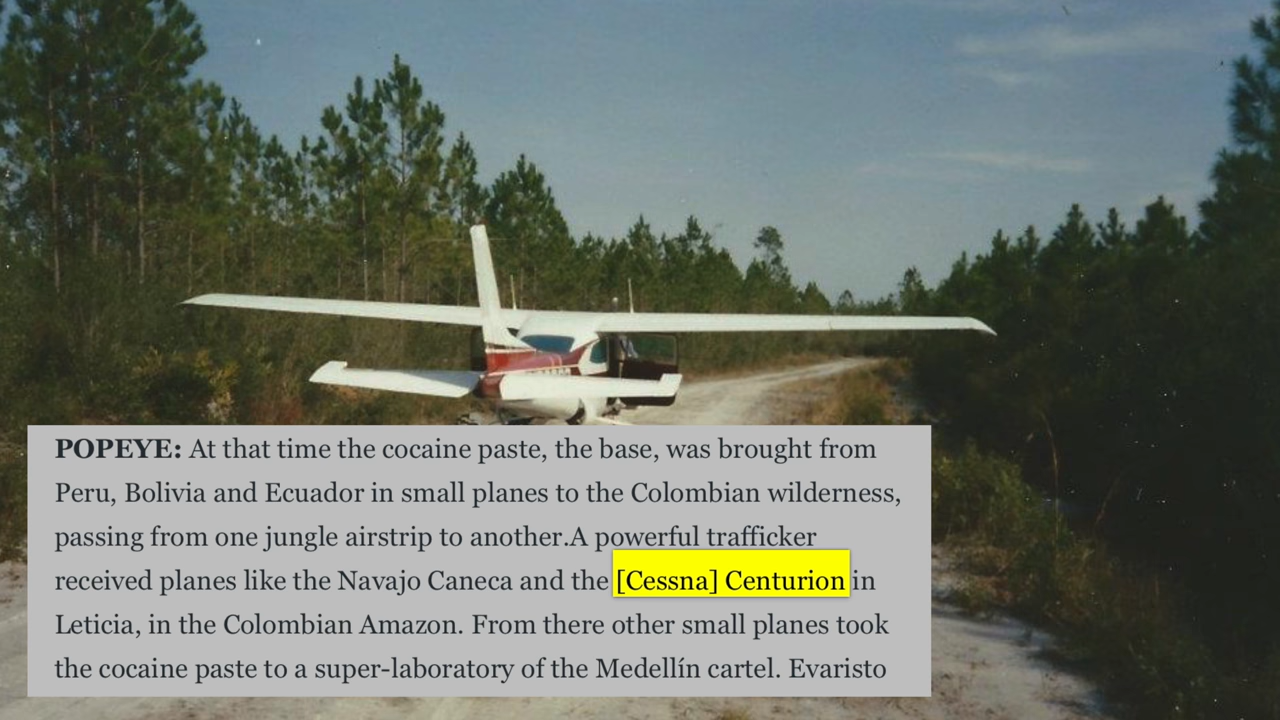 POPEYE: At that time the cocaine paste, the base, was brought from
Peru, Bolivia and Ecuador in small planes to the Colombian wilderness,
passing from one jungle airstrip to another.A powerful trafficker
received planes like the Navajo Caneca and the [Cessna] Centurion in
Leticia, in the Colombian Amazon. From there other small planes took
the cocaine paste to a super-laboratory of the Medellín cartel. Evaristo